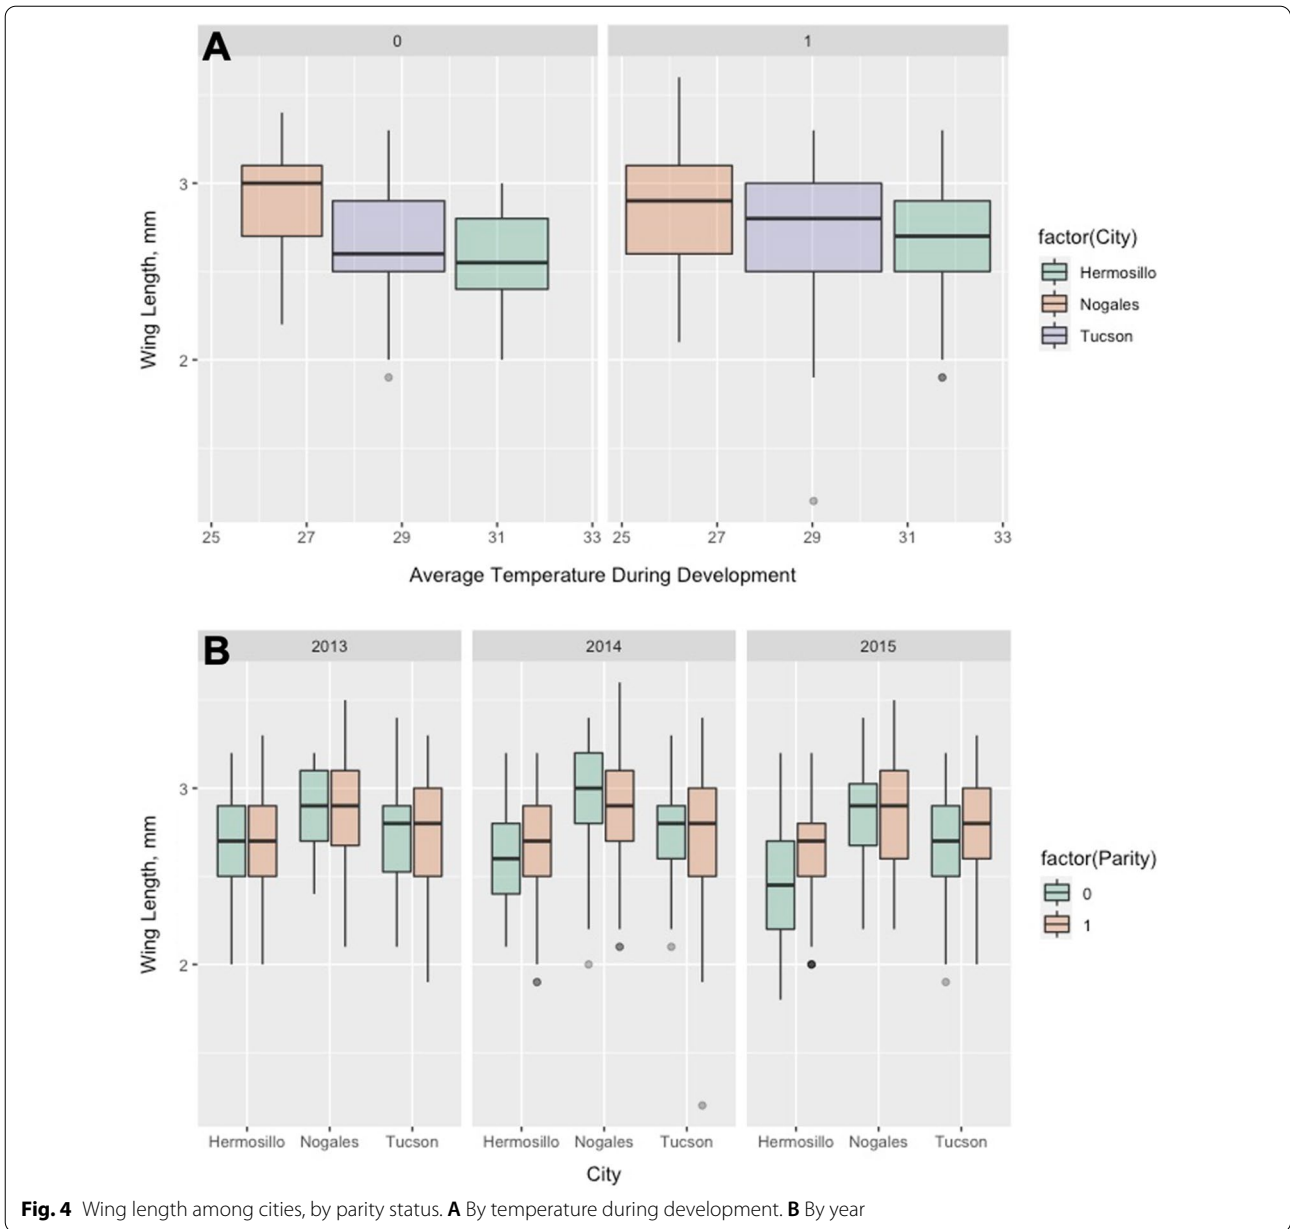 A
0
1
3
2
Wing Length, mm
25 27 29 31 33 25 27 29 31 33
Average Temperature During Development
factor(City)
Hermosillo
Nogales
Tucson
B
2013
2014
2015
3
2
Wing Length, mm
Hermosillo Nogales Tucson Hermosillo Nogales Tucson Hermosillo Nogales Tucson
City
factor(Parity)
0
1
Fig. 4 Wing length among cities, by parity status. A By temperature during development. B By year